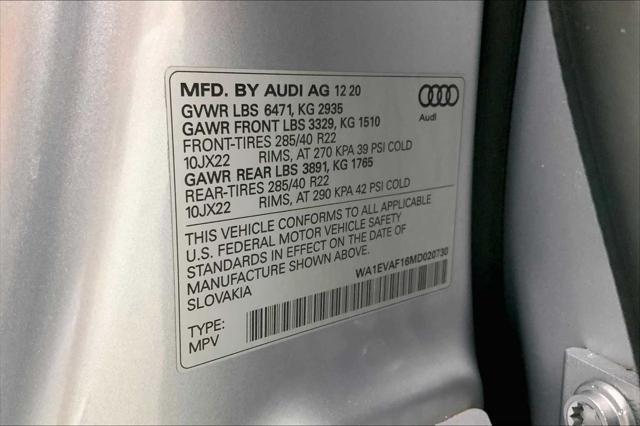 MFD. BY AUDI AG 12 20
GVWR LBS 6471, KG 2935
GAWR FRONT LBS 3329, KG 1510
FRONT-TIRES 285/40 R22
10JX22 RIMS, AT 270 KPA 39 PSI COLD
GAWR REAR LBS 3891, KG 1765
REAR-TIRES 285/40 R22
10JX22 RIMS, AT 290 KPA 42 PSI COLD
Audi
THIS VEHICLE CONFORMS TO ALL APPLICABLE
U.S. FEDERAL MOTOR VEHICLE SAFETY
STANDARDS IN EFFECT ON THE DATE OF
MANUFACTURE SHOWN ABOVE.
SLOVAKIA
WA1EVAF16MD020730
TYPE:
MPV